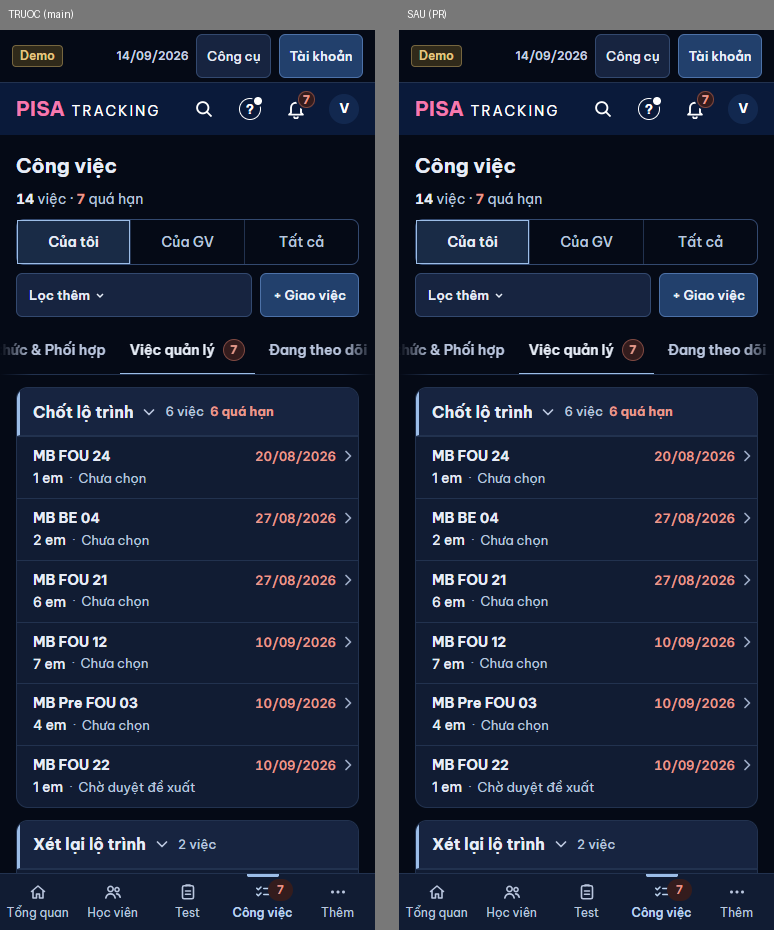 TRUOC (main)
Demo 14/09/2026 Công cụ Tài khoản
PISA TRACKING 7 V
Công việc
14 việc · 7 quá hạn
Của tôi Của GV Tất cả
Lọc thêm + Giao việc
& Phối hợp Việc quản lý 7 Đang theo dõi
Chốt lộ trình 6 việc 6 quá hạn
MB FOU 24 20/08/2026
1 em · Chưa chọn
MB BE 04 27/08/2026
2 em · Chưa chọn
MB FOU 21 27/08/2026
6 em · Chưa chọn
MB FOU 12 10/09/2026
7 em · Chưa chọn
MB Pre FOU 03 10/09/2026
4 em · Chưa chọn
MB FOU 22 10/09/2026
1 em · Chờ duyệt đề xuất
Xét lại lộ trình 2 việc
7
Tổng quan Học viên Test Công việc Thêm
SAU (PR)
Demo 14/09/2026 Công cụ Tài khoản
PISA TRACKING 7 V
Công việc
14 việc · 7 quá hạn
Của tôi Của GV Tất cả
Lọc thêm + Giao việc
& Phối hợp Việc quản lý 7 Đang theo dõi
Chốt lộ trình 6 việc 6 quá hạn
MB FOU 24 20/08/2026
1 em · Chưa chọn
MB BE 04 27/08/2026
2 em · Chưa chọn
MB FOU 21 27/08/2026
6 em · Chưa chọn
MB FOU 12 10/09/2026
7 em · Chưa chọn
MB Pre FOU 03 10/09/2026
4 em · Chưa chọn
MB FOU 22 10/09/2026
1 em · Chờ duyệt đề xuất
Xét lại lộ trình 2 việc
7
Tổng quan Học viên Test Công việc Thêm